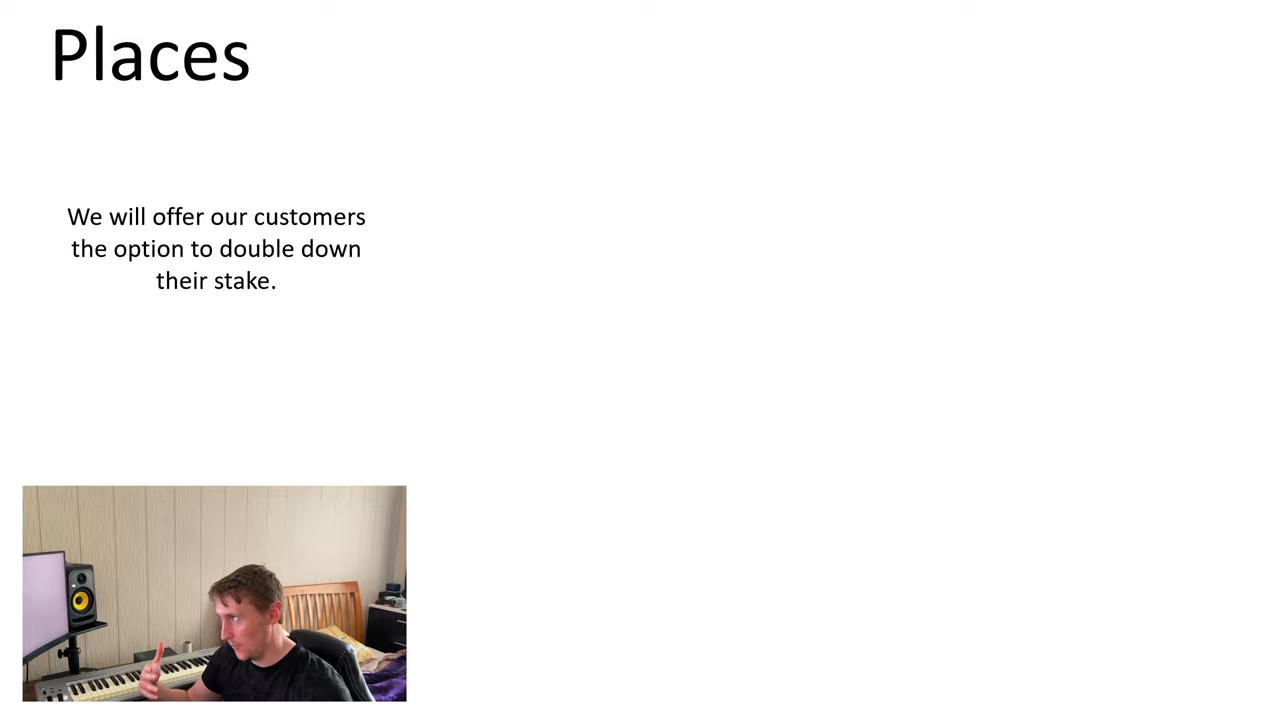 Places
We will offer our customers
the option to double down
their stake.